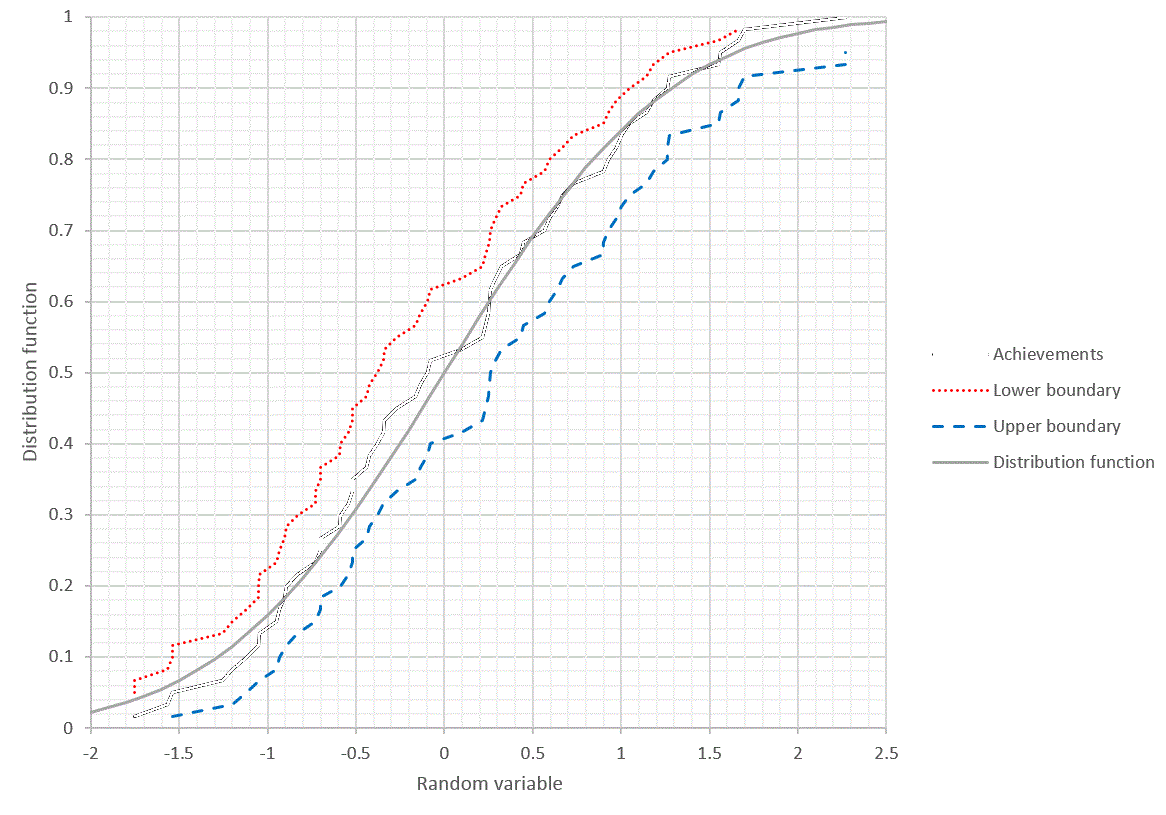 1
0.9
0.8
0.7
0.6
0.5
0.4
0.3
0.2
0.1
0
Distribution function
-2 -1.5 -1 -0.5 0 0.5 1 1.5 2 2.5
Random variable
Achievements
Lower boundary
Upper boundary
Distribution function